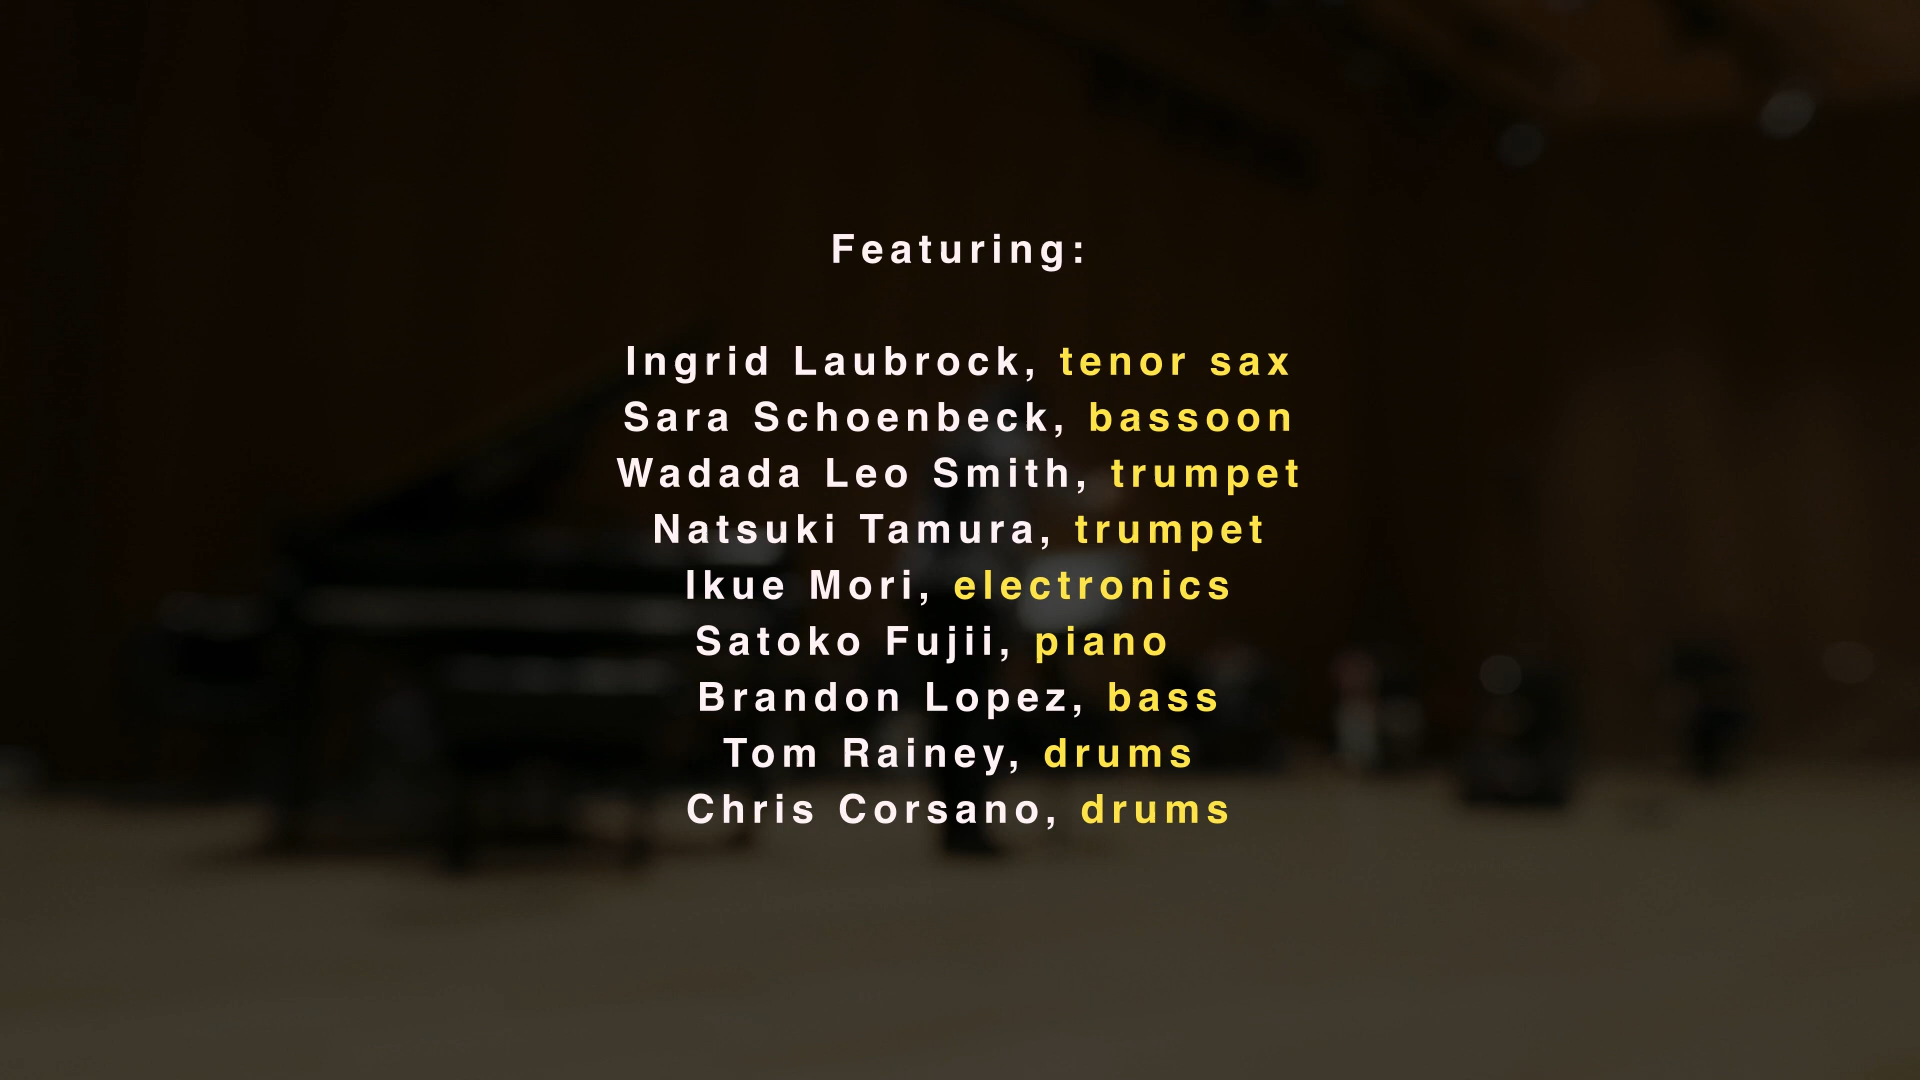 Featuring:
Ingrid Laubrock, tenor sax
Sara Schoenbeck, bassoon
Wadada Leo Smith, trumpet
Natsuki Tamura, trumpet
Ikue Mori, electronics
Satoko Fujii, piano
Brandon Lopez, bass
Tom Rainey, drums
Chris Corsano, drums